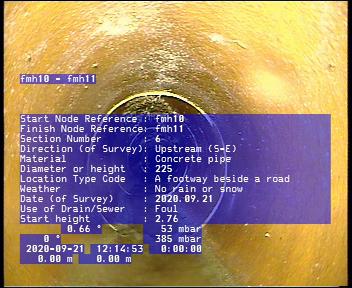 fmh10 - fmh11
Start Node Reference : fmh10
Finish Node Reference: fmh11
Section Number : 6
Direction (of Survey): Upstream (S-E)
Material : Concrete pipe
Diameter or height : 225
Location Type Code : A footway beside a road
Weather : No rain or snow
Date (of Survey) : 2020.09.21
Use of Drain/Sewer : Foul
Start height : 2.76
0.66 ° 53 mbar
0 ° 385 mbar
2020-09-21 12:14:53 0:00:00
0.00 m 0.00 m